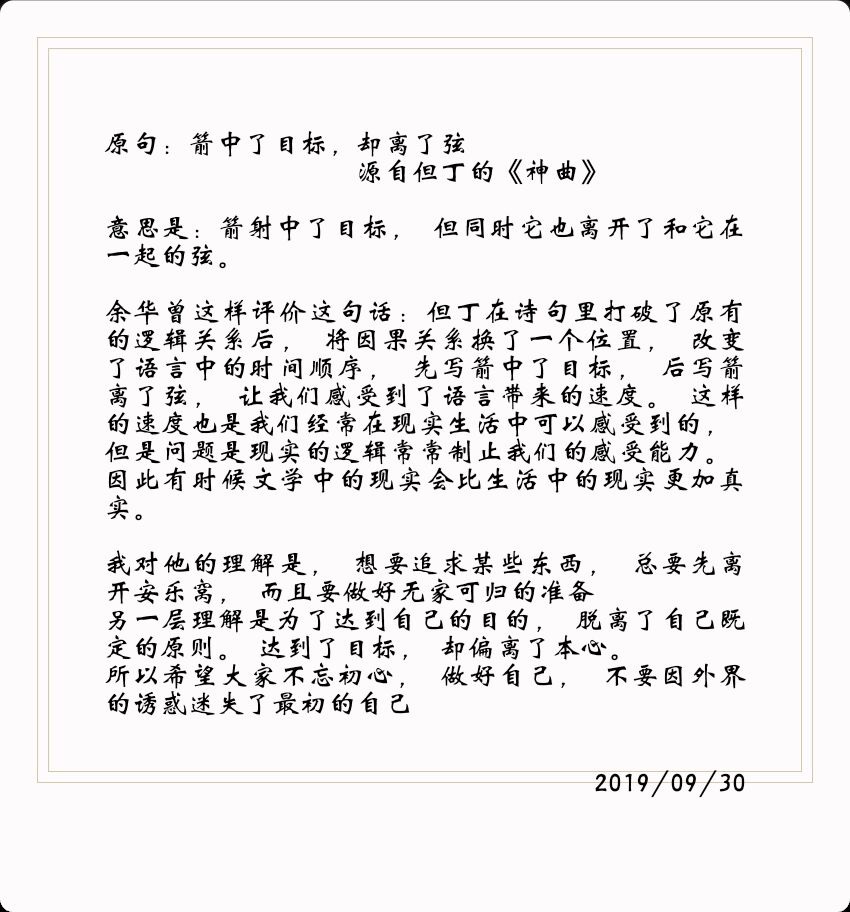 原句：箭中了目标，却离了弦
源自但丁的《神曲》
意思是：箭射中了目标， 但同时它也离开了和它在
一起的弦。
余华曾这样评价这句话：但丁在诗句里打破了原有
的逻辑关系后， 将因果关系换了一个位置， 改变
了语言中的时间顺序， 先写箭中了目标， 后写箭
离了弦， 让我们感受到了语言带来的速度。 这样
的速度也是我们经常在现实生活中可以感受到的，
但是问题是现实的逻辑常常制止我们的感受能力。
因此有时候文学中的现实会比生活中的现实更加真
实。
我对他的理解是， 想要追求某些东西， 总要先离
开安乐窝， 而且要做好无家可归的准备
另一层理解是为了达到自己的目的， 脱离了自己既
定的原则。 达到了目标， 却偏离了本心。
所以希望大家不忘初心， 做好自己， 不要因外界
的诱惑迷失了最初的自己
2019/09/30